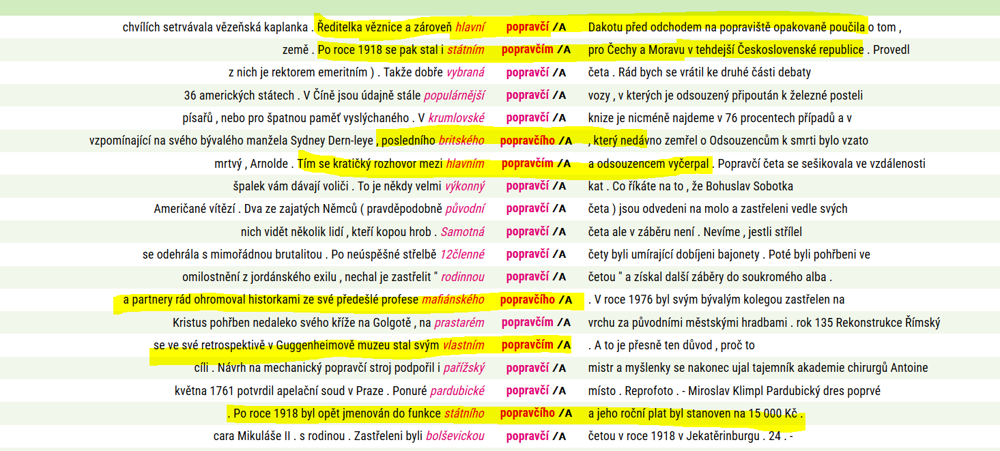 chvílích setrvávala vězeňská kaplanka . Ředitelka věznice a zároveň hlavní popravčí /A Dakotu před odchodem na popraviště opakovaně poučila o tom ,
země . Po roce 1918 se pak stal i státním popravčím /A pro Čechy a Moravu v tehdejší Československé republice . Provedl
z nich je rektorem emeritním ) . Takže dobře vybraná popravčí /A četa . Rád bych se vrátil ke druhé části debaty
36 amerických státech . V Číně jsou údajně stále populárnější popravčí /A vozy , v kterých je odsouzený připoután k železné posteli
písařů , nebo pro špatnou paměť vyslýchaného . V krumlovské popravčí /A knize je nicméně najdeme v 76 procentech případů a v
vzpomínající na svého bývalého manžela Sydney Dern-leye , posledního britského popravčího /A , který nedávno zemřel o Odsouzencům k smrti bylo vzato
mrtvý , Arnolde . Tím se kratičký rozhovor mezi hlavním popravčím /A a odsouzencem vyčerpal . Popravčí četa se sešikovala ve vzdálenosti
špalek vám dávají voliči . To je někdy velmi výkonný popravčí /A kat . Co říkáte na to , že Bohuslav Sobotka
Američané vítězí . Dva ze zajatých Němců ( pravděpodobně původní popravčí /A četa ) jsou odvedeni na molo a zastřeleni vedle svých
nich vidět několik lidí , kteří kopou hrob . Samotná popravčí /A četa ale v záběru není . Nevíme , jestli střílel
se odehrála s mimořádnou brutalitou . Po neúspěšné střelbě 12členné popravčí /A čety byli umírající dobíjeni bajonety . Poté byli pohřbeni ve
omilostnění z jordánského exilu , nechal je zastřelit " rodinnou popravčí /A četou " a získal další záběry do soukromého alba .
a partnery rád ohromoval historkami ze své předešlé profese mafiánského popravčího /A . V roce 1976 byl svým bývalým kolegou zastřelen na
Kristus pohřben nedaleko svého kříže na Golgotě , na prastarém popravčím /A vrchu za původními městskými hradbami . rok 135 Rekonstrukce Římský
se ve své retrospektivě v Guggenheimově muzeu stal svým vlastním popravčím /A . A to je přesně ten důvod , proč to
cíli . Návrh na mechanický popravčí stroj podpořil i pařížský popravčí /A mistr a myšlenky se nakonec ujal tajemník akademie chirurgů Antoine
května 1761 potvrdil apelační soud v Praze . Ponuré pardubické popravčí /A místo . Reprofoto . - Miroslav Klimpl Pardubický dres poprvé
. Po roce 1918 byl opět jmenován do funkce státního popravčího /A a jeho roční plat byl stanoven na 15 000 Kč .
cara Mikuláše II . s rodinou . Zastřeleni byli bolševickou popravčí /A četou v roce 1918 v Jekatěrinburgu . 24 . -